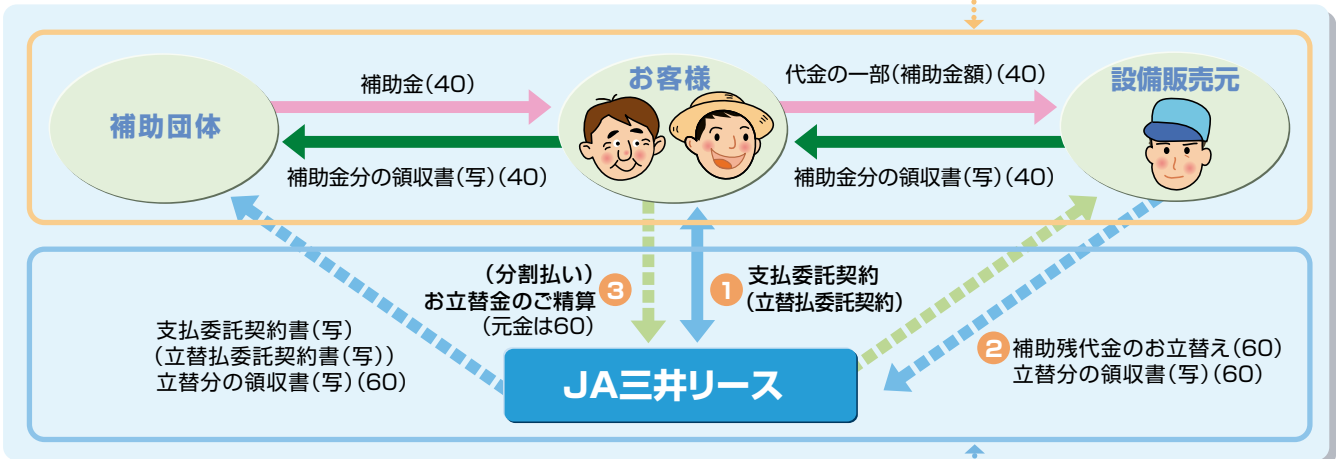 補助団体
補助金(40)
お客様
代金の一部(補助金額)(40)
設備販売元
補助金分の領収書(写)(40)
補助金分の領収書(写)(40)
(分割払い)
お立替金のご精算
(元金は60)
3
1
支払委託契約
(立替払委託契約)
支払委託契約書(写)
(立替払委託契約書(写))
立替分の領収書(写)(60)
2 補助残代金のお立替え(60)
立替分の領収書(写)(60)
JA三井リース